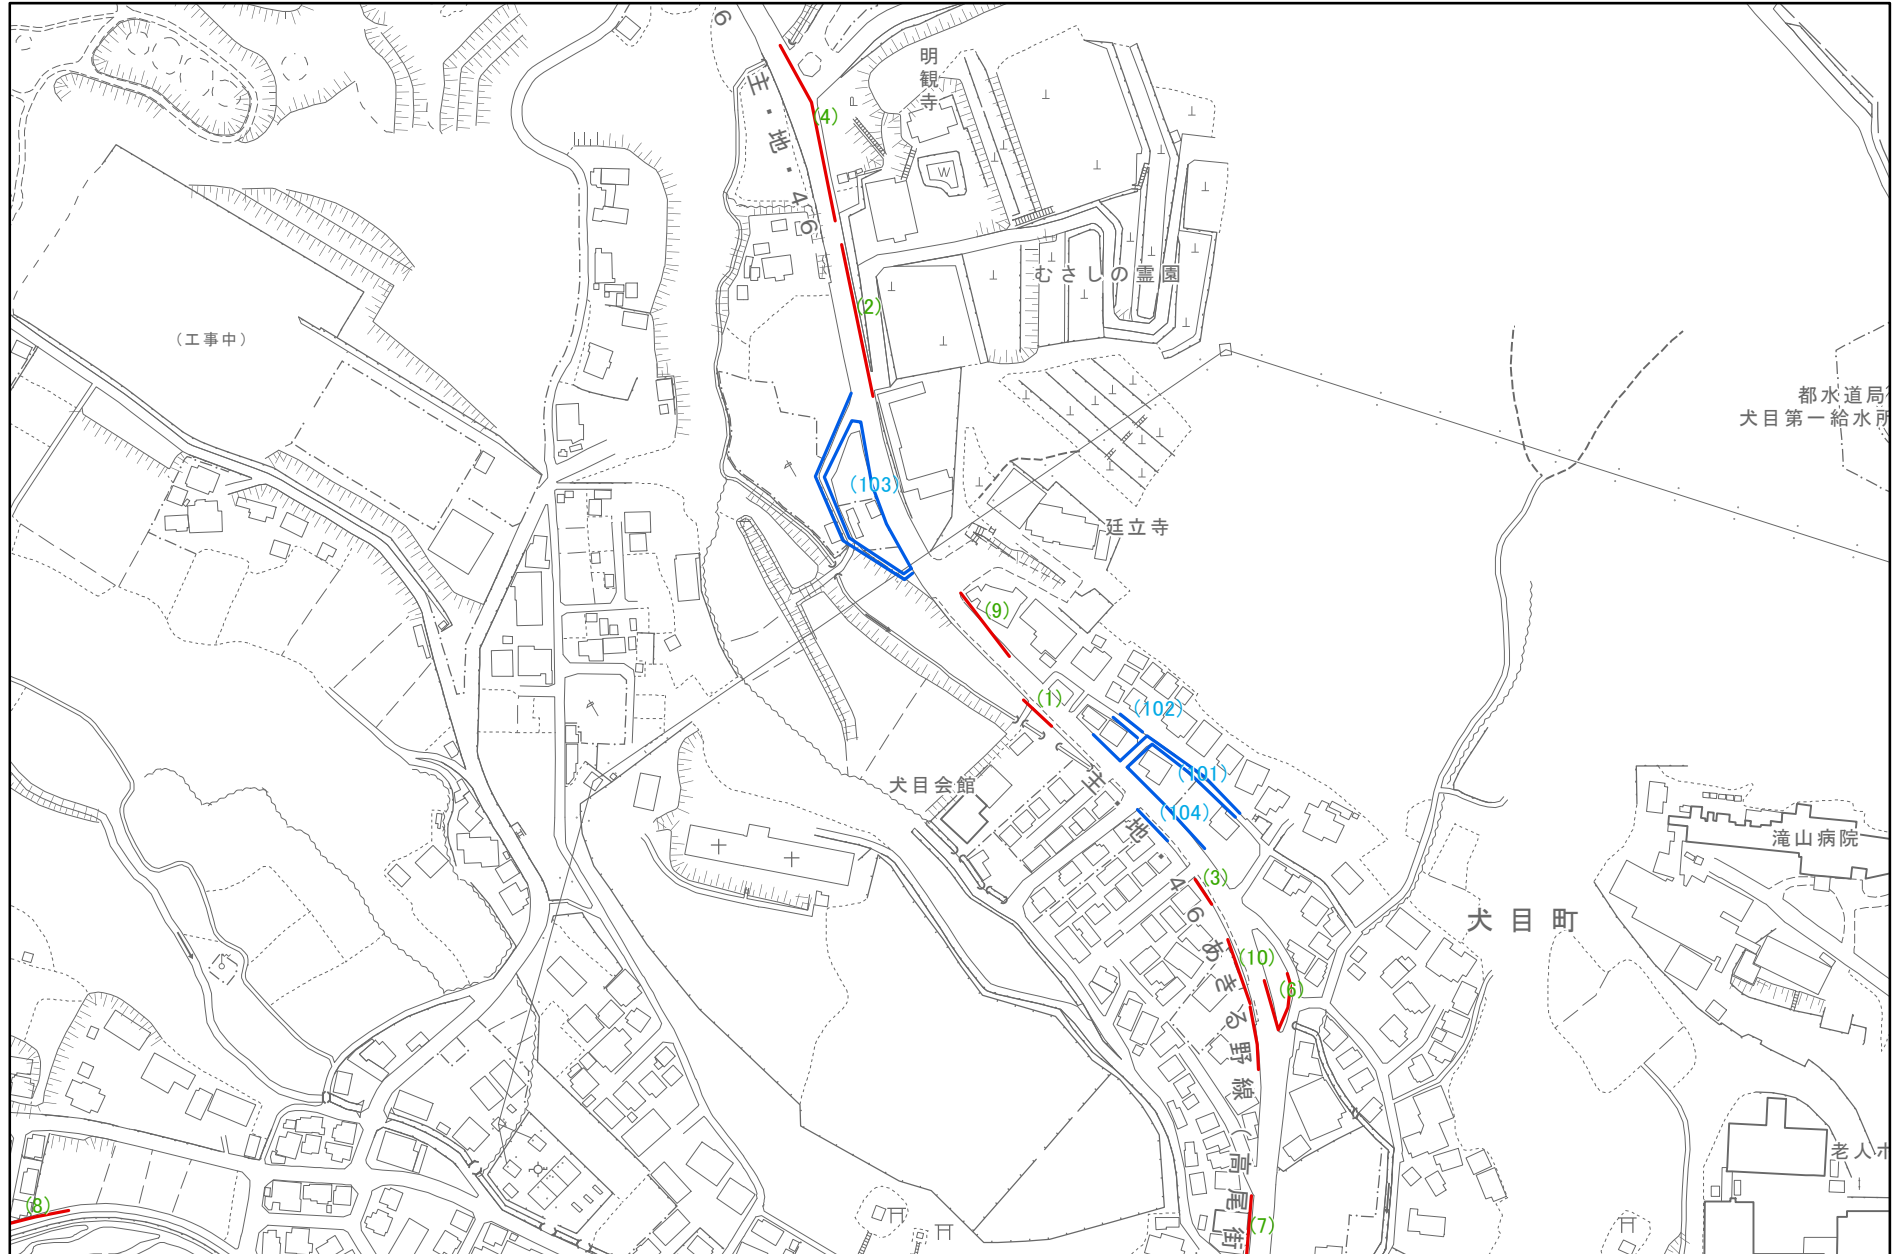 6
主・地・46
明観寺
(4)
W
むさしの霊園
(2)
(工事中)
都水道局
犬目第一給水所
(103)
廷立寺
(9)
(1)
(102)
(101)
(104)
犬目会館
滝山病院
(3)
犬目町
主・地・46あきる野線(高尾街
(10)
(6)
老人ホ
(8)
(7)